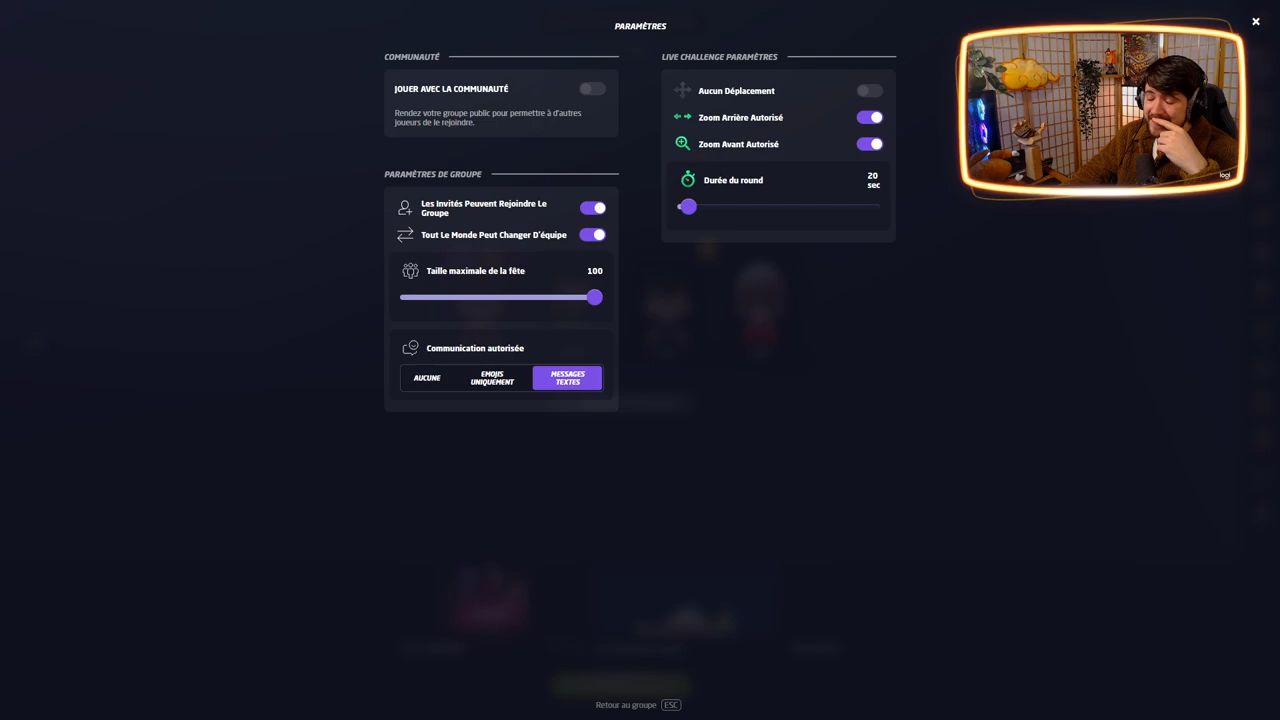 PARAMÈTRES
COMMUNAUTÉ
JOUER AVEC LA COMMUNAUTÉ
Rendez votre groupe public pour permettre à d'autres
joueurs de le rejoindre.
PARAMÈTRES DE GROUPE
Les Invités Peuvent Rejoindre Le
Groupe
Tout Le Monde Peut Changer D'équipe
Taille maximale de la fête 100
Communication autorisée
AUCUNE
EMOJIS
UNIQUEMENT
MESSAGES
TEXTES
LIVE CHALLENGE PARAMÈTRES
Aucun Déplacement
Zoom Arrière Autorisé
Zoom Avant Autorisé
Durée du round
20
sec
logi
Retour au groupe ESC